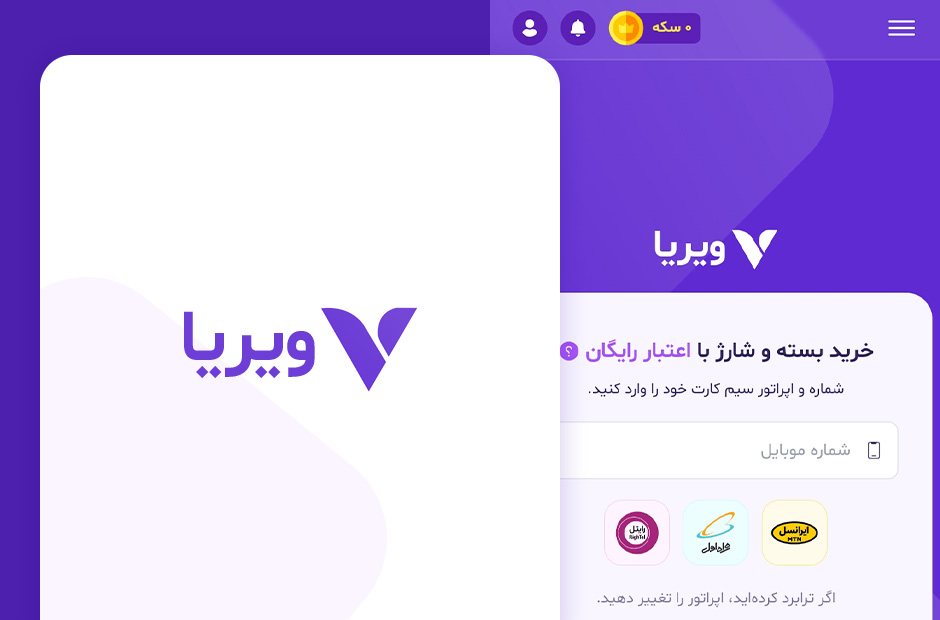 ۰ سکه
ویریا
ویریا
خرید بسته و شارژ با اعتبار رایگان ؟
شماره و اپراتور سیم کارت خود را وارد کنید.
شماره موبایل
ایرانسل
MTN
همراه اول
رایتل
RighTel
اگر ترابرد کرده‌اید، اپراتور را تغییر دهید.